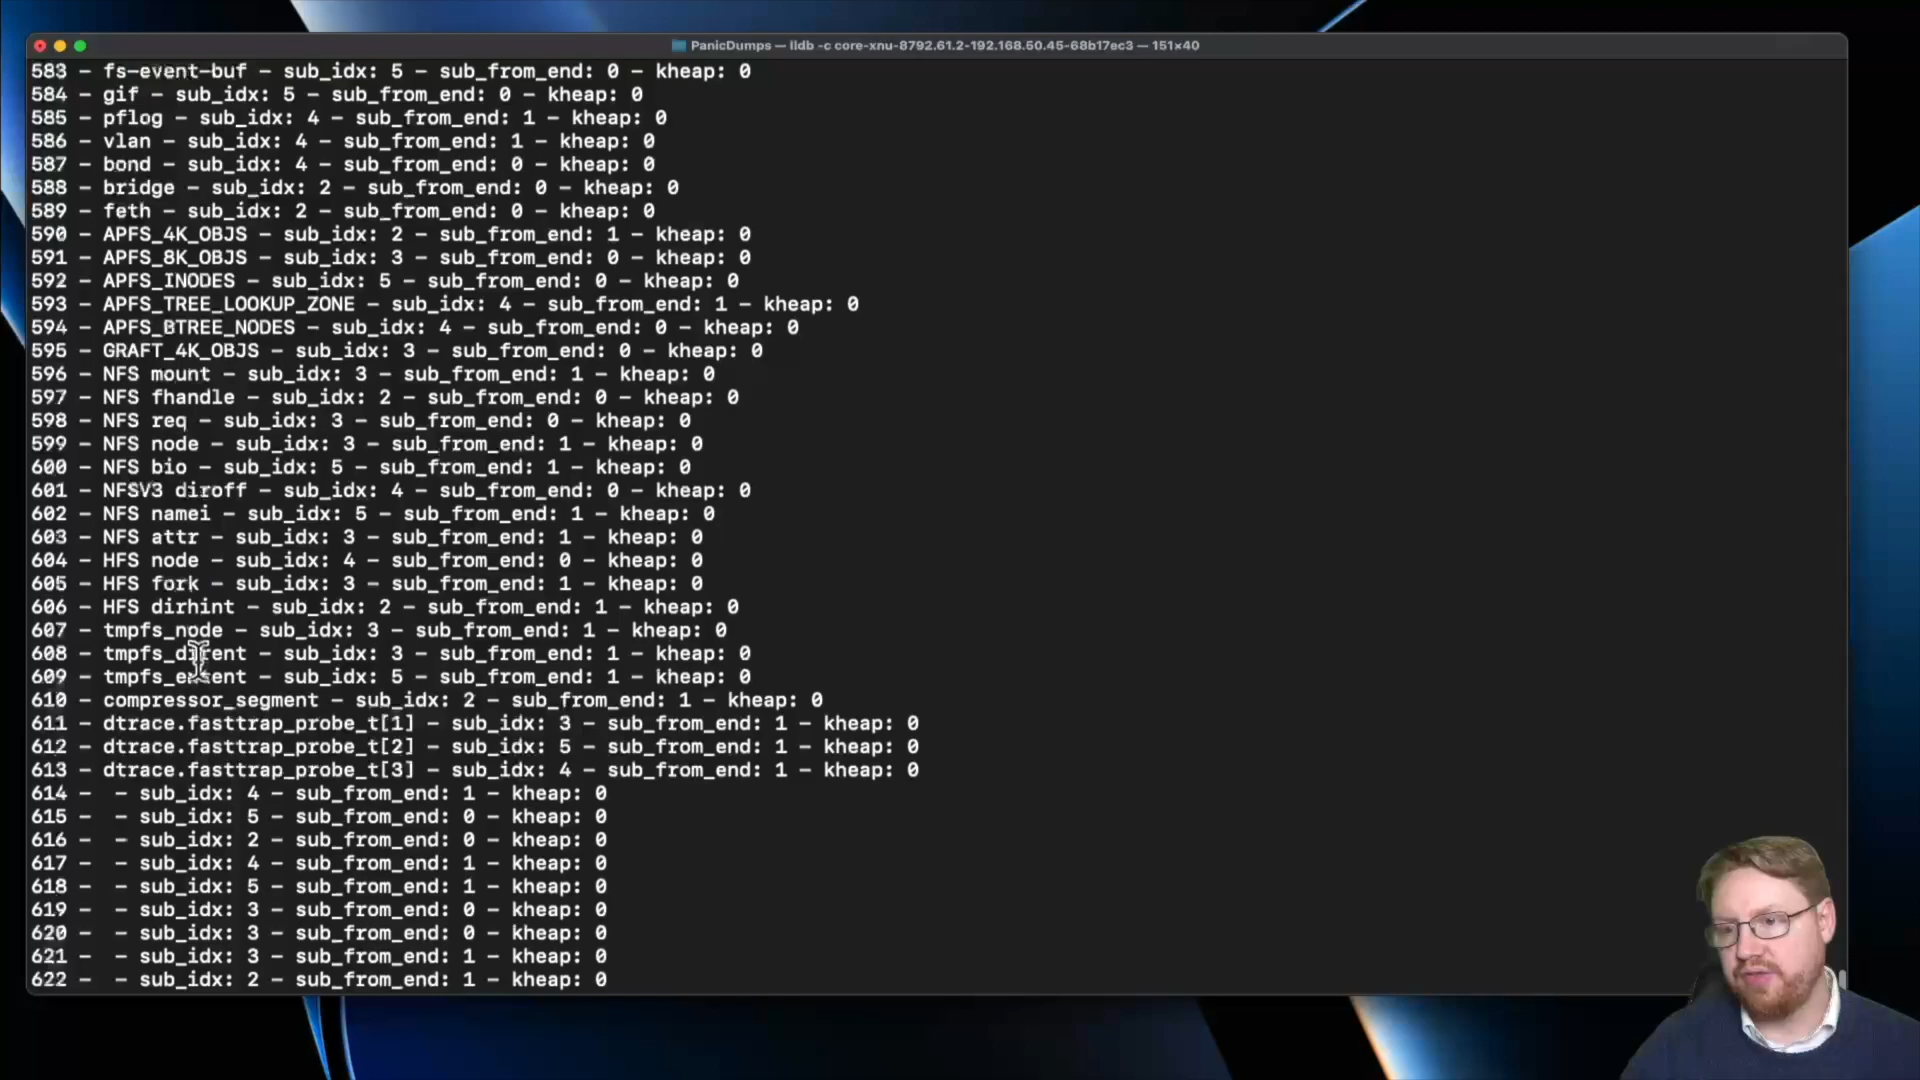 PanicDumps — lldb -c core-xnu-8792.61.2-192.168.50.45-68b17ec3 — 151×40
583 - fs-event-buf - sub_idx: 5 - sub_from_end: 0 - kheap: 0
584 - gif - sub_idx: 5 - sub_from_end: 0 - kheap: 0
585 - pflog - sub_idx: 4 - sub_from_end: 1 - kheap: 0
586 - vlan - sub_idx: 4 - sub_from_end: 1 - kheap: 0
587 - bond - sub_idx: 4 - sub_from_end: 0 - kheap: 0
588 - bridge - sub_idx: 2 - sub_from_end: 0 - kheap: 0
589 - feth - sub_idx: 2 - sub_from_end: 0 - kheap: 0
590 - APFS_4K_OBJS - sub_idx: 2 - sub_from_end: 1 - kheap: 0
591 - APFS_8K_OBJS - sub_idx: 3 - sub_from_end: 0 - kheap: 0
592 - APFS_INODES - sub_idx: 5 - sub_from_end: 0 - kheap: 0
593 - APFS_TREE_LOOKUP_ZONE - sub_idx: 4 - sub_from_end: 1 - kheap: 0
594 - APFS_BTREE_NODES - sub_idx: 4 - sub_from_end: 0 - kheap: 0
595 - GRAFT_4K_OBJS - sub_idx: 3 - sub_from_end: 0 - kheap: 0
596 - NFS mount - sub_idx: 3 - sub_from_end: 1 - kheap: 0
597 - NFS fhandle - sub_idx: 2 - sub_from_end: 0 - kheap: 0
598 - NFS req - sub_idx: 3 - sub_from_end: 0 - kheap: 0
599 - NFS node - sub_idx: 3 - sub_from_end: 1 - kheap: 0
600 - NFS bio - sub_idx: 5 - sub_from_end: 1 - kheap: 0
601 - NFSV3 diroff - sub_idx: 4 - sub_from_end: 0 - kheap: 0
602 - NFS namei - sub_idx: 5 - sub_from_end: 1 - kheap: 0
603 - NFS attr - sub_idx: 3 - sub_from_end: 1 - kheap: 0
604 - HFS node - sub_idx: 4 - sub_from_end: 0 - kheap: 0
605 - HFS fork - sub_idx: 3 - sub_from_end: 1 - kheap: 0
606 - HFS dirhint - sub_idx: 2 - sub_from_end: 1 - kheap: 0
607 - tmpfs_node - sub_idx: 3 - sub_from_end: 1 - kheap: 0
608 - tmpfs_dirent - sub_idx: 3 - sub_from_end: 1 - kheap: 0
609 - - sub_idx: 5 - sub_from_end: 1 - kheap: 0
610 - compressor_segment - sub_idx: 2 - sub_from_end: 1 - kheap: 0
611 - dtrace.fasttrap_probe_t[1] - sub_idx: 3 - sub_from_end: 1 - kheap: 0
612 - dtrace.fasttrap_probe_t[2] - sub_idx: 5 - sub_from_end: 1 - kheap: 0
613 - dtrace.fasttrap_probe_t[3] - sub_idx: 4 - sub_from_end: 1 - kheap: 0
614 -  - sub_idx: 4 - sub_from_end: 1 - kheap: 0
615 -  - sub_idx: 5 - sub_from_end: 0 - kheap: 0
616 -  - sub_idx: 2 - sub_from_end: 0 - kheap: 0
617 -  - sub_idx: 4 - sub_from_end: 1 - kheap: 0
618 -  - sub_idx: 5 - sub_from_end: 1 - kheap: 0
619 -  - sub_idx: 3 - sub_from_end: 0 - kheap: 0
620 -  - sub_idx: 3 - sub_from_end: 0 - kheap: 0
621 -  - sub_idx: 3 - sub_from_end: 1 - kheap: 0
622 -  - sub_idx: 2 - sub_from_end: 1 - kheap: 0